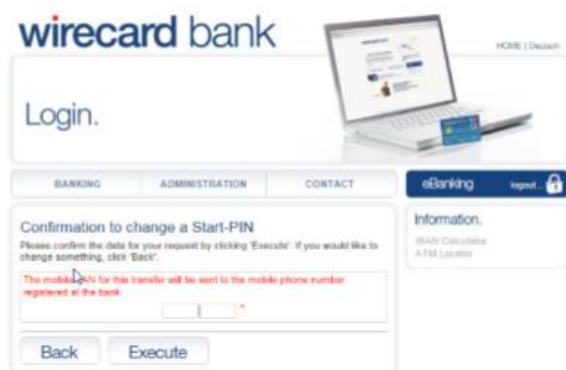 wirecard bank
HOME | Deutsch
Login.
BANKING ADMINISTRATION CONTACT
eBanking logout ...
Confirmation to change a Start-PIN
Please confirm the data for your request by clicking 'Execute'. If you would like to
change something, click 'Back'.
The mobile TAN for this transfer will be sent to the mobile phone number
registered at the bank.
*
Back Execute
Information.
IBAN Calculator
ATM Locator